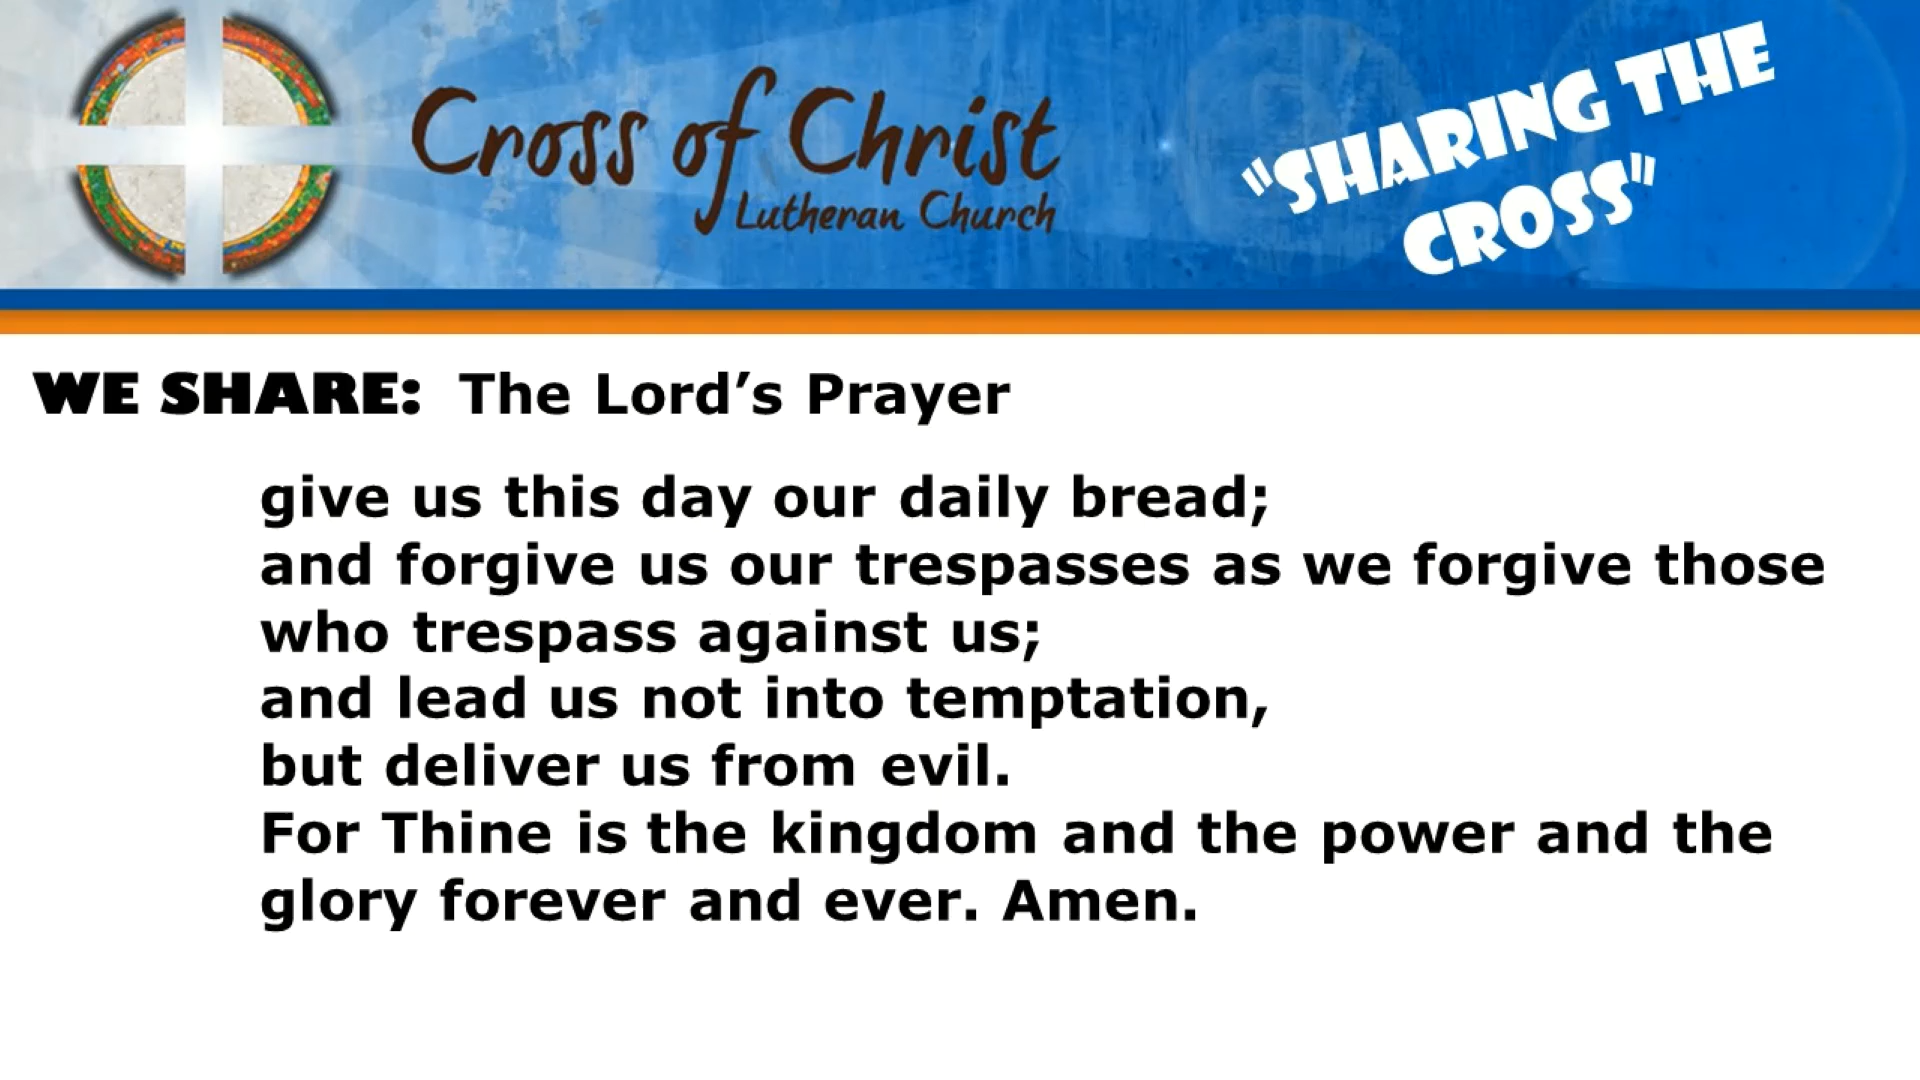 Cross of Christ
Lutheran Church
"SHARING THE
CROSS"
WE SHARE: The Lord’s Prayer
give us this day our daily bread;
and forgive us our trespasses as we forgive those
who trespass against us;
and lead us not into temptation,
but deliver us from evil.
For Thine is the kingdom and the power and the
glory forever and ever. Amen.